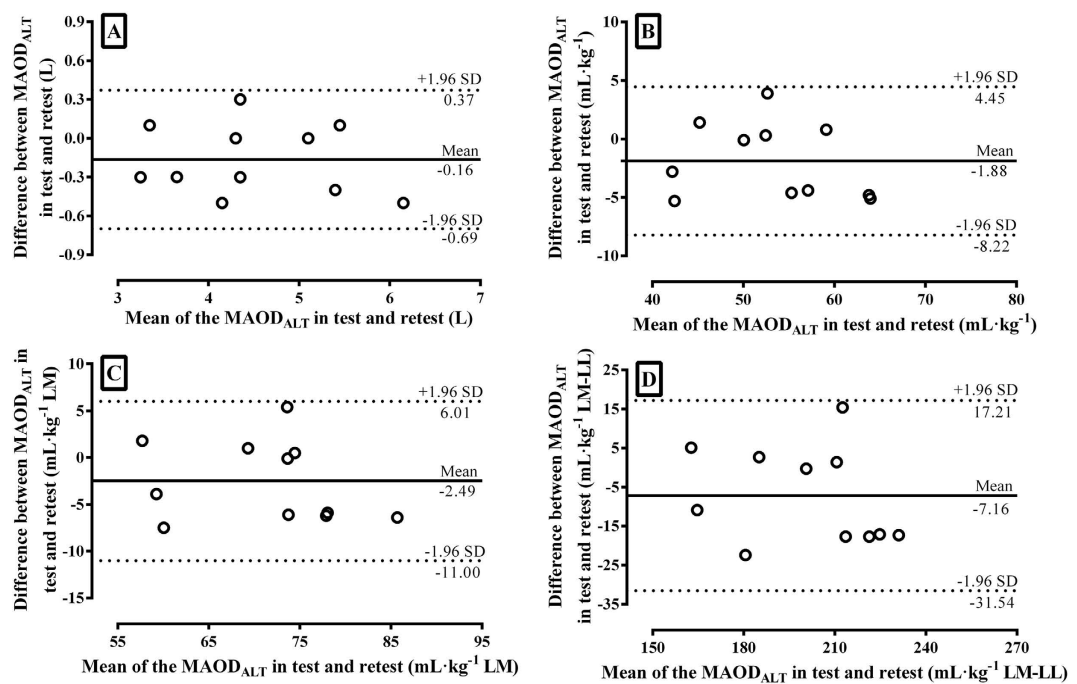 A
Difference between MAOD_ALT
in test and retest (L)
0.9
0.6
0.3
0.0
-0.3
-0.6
-0.9
+1.96 SD
0.37
Mean
-0.16
-1.96 SD
-0.69
3 4 5 6 7
Mean of the MAOD_ALT in test and retest (L)
B
Difference between MAOD_ALT
in test and retest (mL·kg⁻¹)
10
5
0
-5
-10
+1.96 SD
4.45
Mean
-1.88
-1.96 SD
-8.22
40 50 60 70 80
Mean of the MAOD_ALT in test and retest (mL·kg⁻¹)
C
Difference between MAOD_ALT in
test and retest (mL·kg⁻¹ LM)
10
5
0
-5
-10
-15
+1.96 SD
6.01
Mean
-2.49
-1.96 SD
-11.00
55 65 75 85 95
Mean of the MAOD_ALT in test and retest (mL·kg⁻¹ LM)
D
Difference between MAOD_ALT
in test and retest (mL·kg⁻¹ LM-LL)
25
15
5
-5
-15
-25
-35
+1.96 SD
17.21
Mean
-7.16
-1.96 SD
-31.54
150 180 210 240 270
Mean of the MAOD_ALT in test and retest (mL·kg⁻¹ LM-LL)